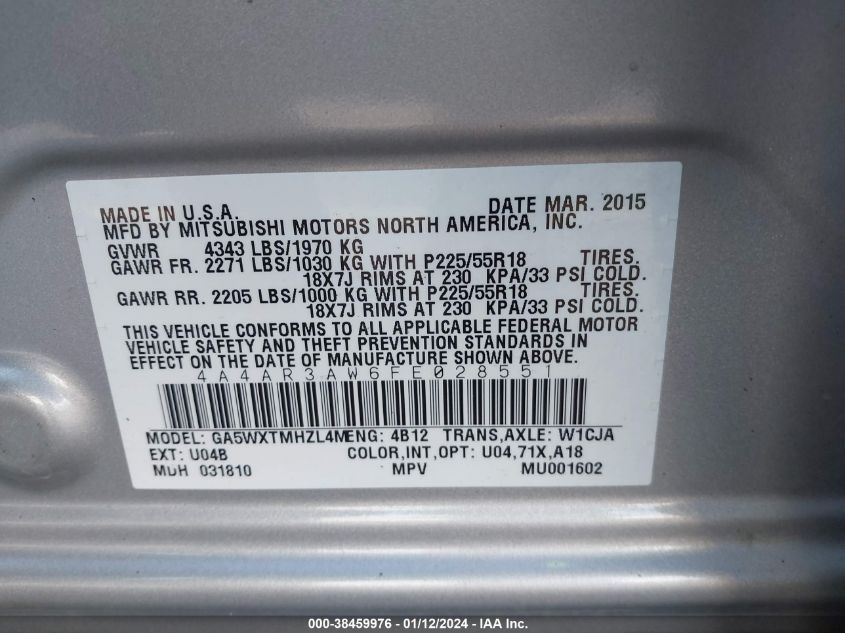 MADE IN U.S.A. DATE MAR. 2015
MFD BY MITSUBISHI MOTORS NORTH AMERICA, INC.
GVWR 4343 LBS/1970 KG
GAWR FR. 2271 LBS/1030 KG WITH P225/55R18 TIRES.
18X7J RIMS AT 230 KPA/33 PSI COLD.
GAWR RR. 2205 LBS/1000 KG WITH P225/55R18 TIRES.
18X7J RIMS AT 230 KPA/33 PSI COLD.
THIS VEHICLE CONFORMS TO ALL APPLICABLE FEDERAL MOTOR
VEHICLE SAFETY AND THEFT PREVENTION STANDARDS IN
EFFECT ON THE DATE OF MANUFACTURE SHOWN ABOVE.
4A4AR3AW6FE028551
MODEL: GA5WXTMHZL4M ENG: 4B12 TRANS,AXLE: W1CJA
EXT: U04B COLOR,INT,OPT: U04,71X,A18
MDH 031810 MPV MU001602
000-38459976 - 01/12/2024 - IAA Inc.